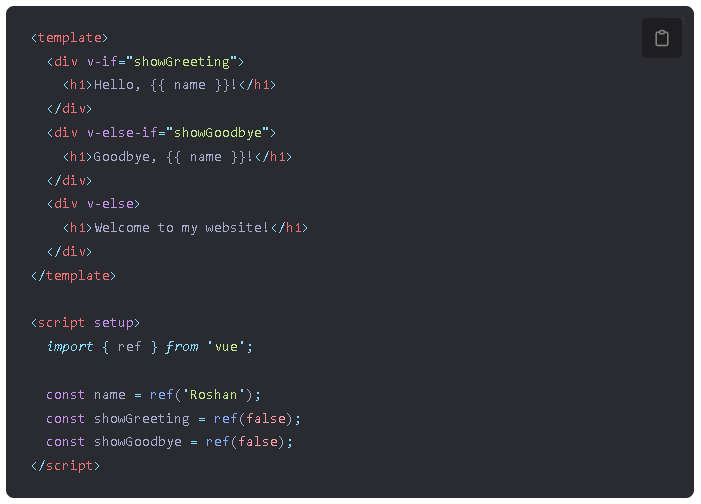 <template>
  <div v-if="showGreeting">
    <h1>Hello, {{ name }}!</h1>
  </div>
  <div v-else-if="showGoodbye">
    <h1>Goodbye, {{ name }}!</h1>
  </div>
  <div v-else>
    <h1>Welcome to my website!</h1>
  </div>
</template>

<script setup>
  import { ref } from 'vue';

  const name = ref('Roshan');
  const showGreeting = ref(false);
  const showGoodbye = ref(false);
</script>